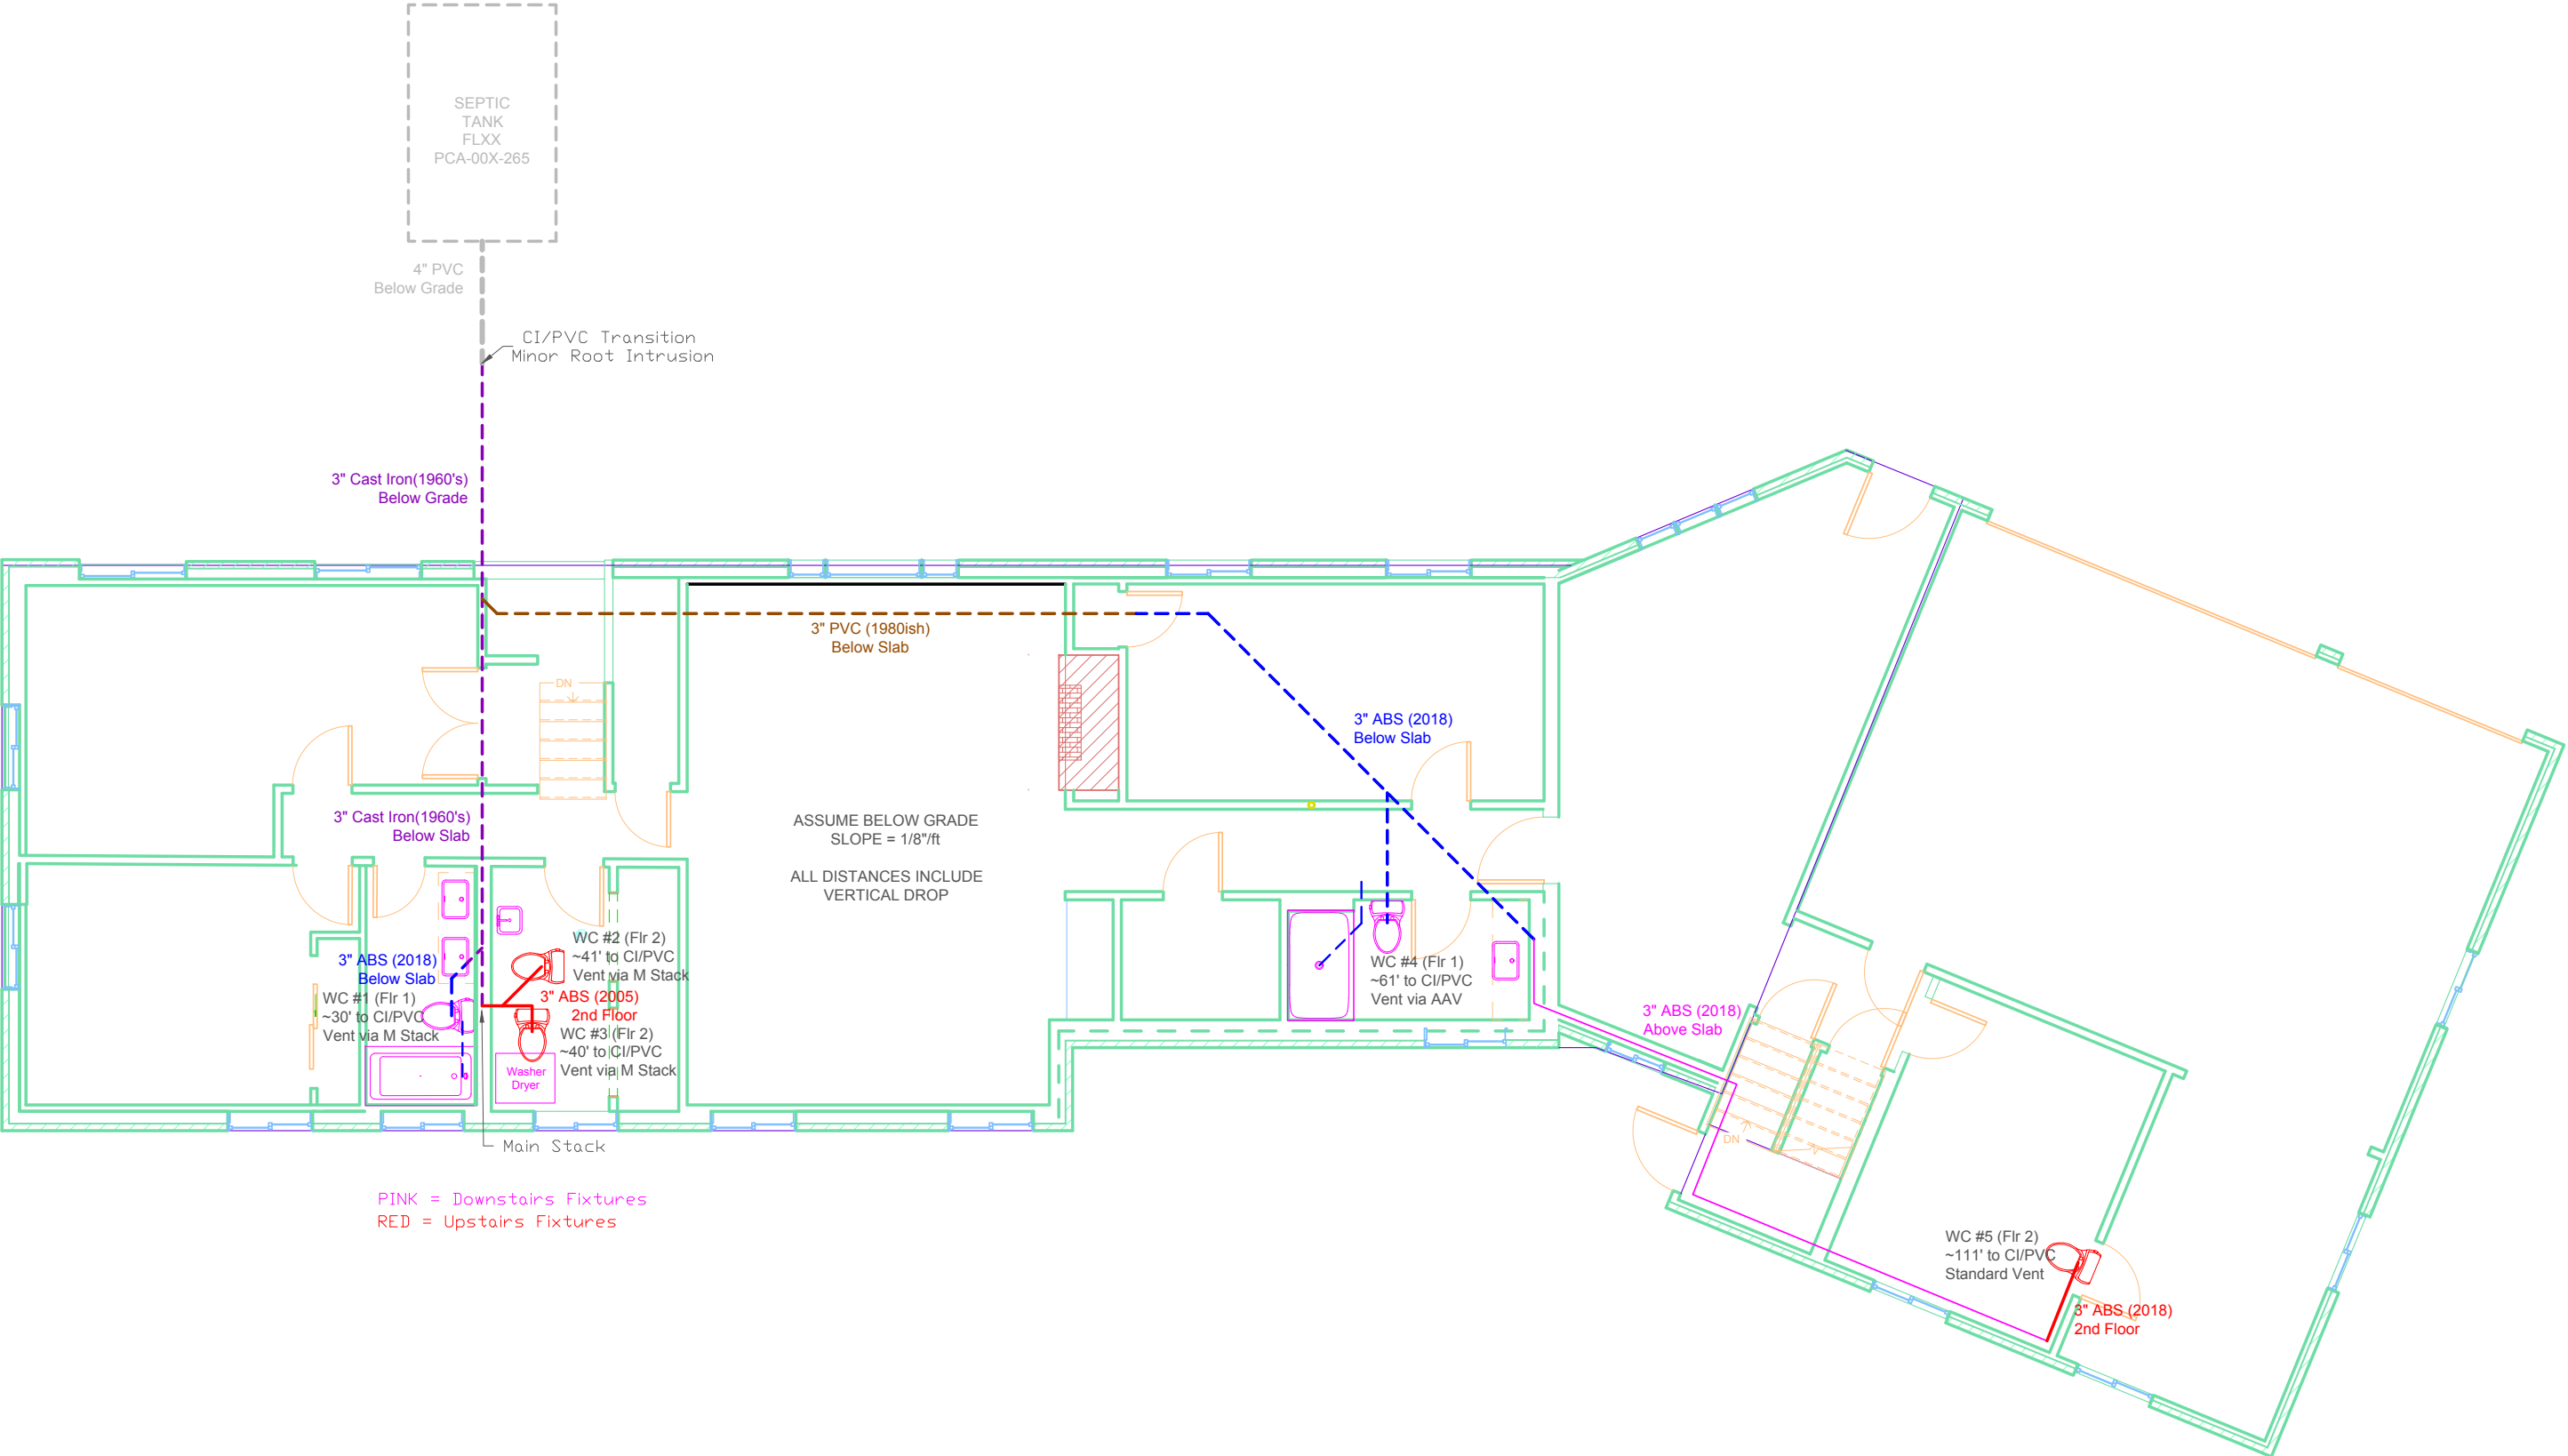 SEPTIC
TANK
FLXX
PCA-00X-265
4" PVC
Below Grade
CI/PVC Transition
Minor Root Intrusion
3" Cast Iron(1960's)
Below Grade
3" PVC (1980ish)
Below Slab
DN
3" ABS (2018)
Below Slab
3" Cast Iron(1960's)
Below Slab
ASSUME BELOW GRADE
SLOPE = 1/8"/ft
ALL DISTANCES INCLUDE
VERTICAL DROP
WC #2 (Flr 2)
~41' to CI/PVC
Vent via M Stack
3" ABS (2018)
Below Slab
WC #1 (Flr 1)
~30' to CI/PVC
Vent via M Stack
3" ABS (2005)
2nd Floor
WC #3 (Flr 2)
~40' to CI/PVC
Vent via M Stack
Washer
Dryer
WC #4 (Flr 1)
~61' to CI/PVC
Vent via AAV
3" ABS (2018)
Above Slab
DN
Main Stack
PINK = Downstairs Fixtures
RED = Upstairs Fixtures
WC #5 (Flr 2)
~111' to CI/PVC
Standard Vent
3" ABS (2018)
2nd Floor